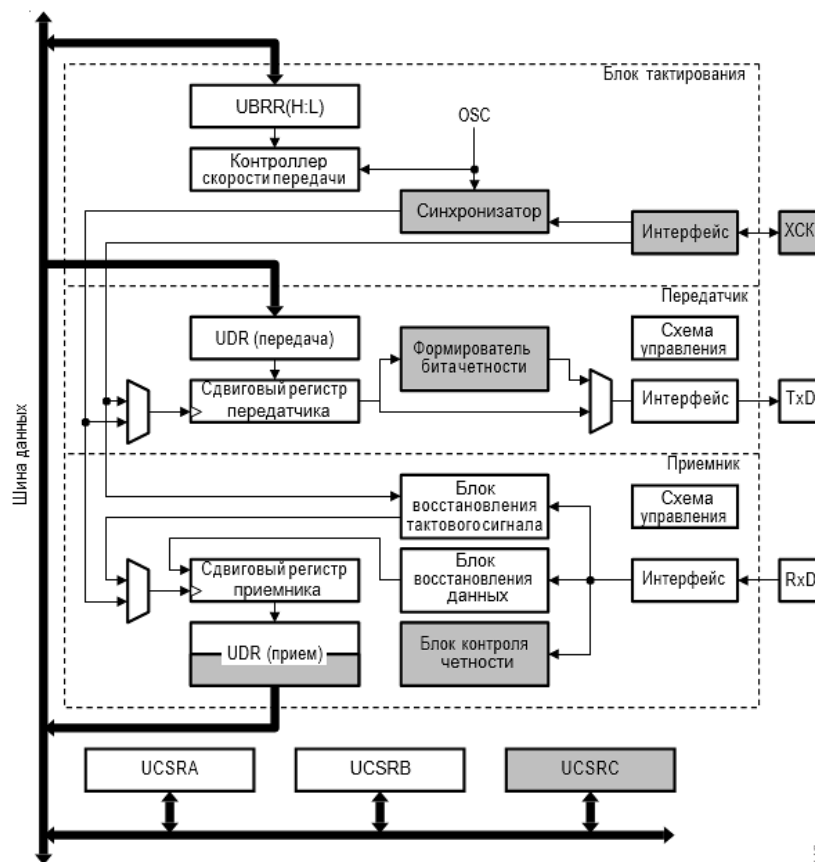 Блок тактирования
UBRR(H:L)
OSC
Контроллер
скорости передачи
Синхронизатор
Интерфейс
XCK
Передатчик
UDR (передача)
Формирователь
бита четности
Схема
управления
Сдвиговый регистр
передатчика
Интерфейс
TxD
Шина данных
Приемник
Блок
восстановления
тактового сигнала
Схема
управления
Сдвиговый регистр
приемника
Блок
восстановления
данных
Интерфейс
RxD
UDR (прием)
Блок контроля
четности
UCSRA
UCSRB
UCSRC